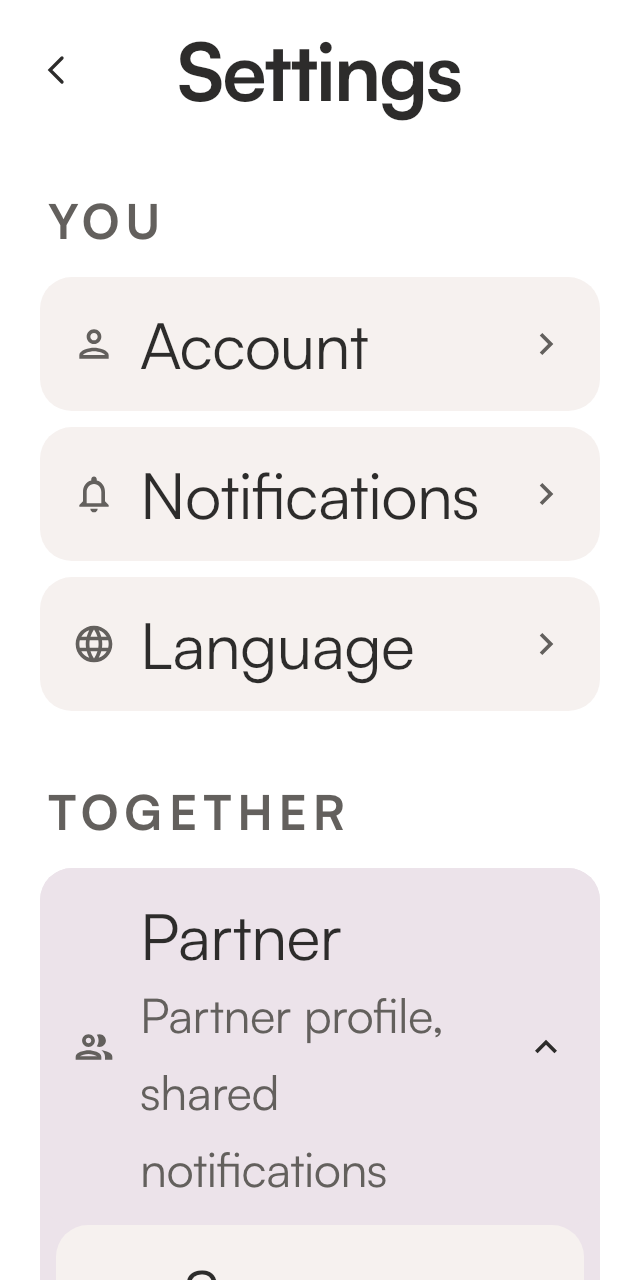 Settings
YOU
Account
Notifications
Language
TOGETHER
Partner
Partner profile,
shared
notifications